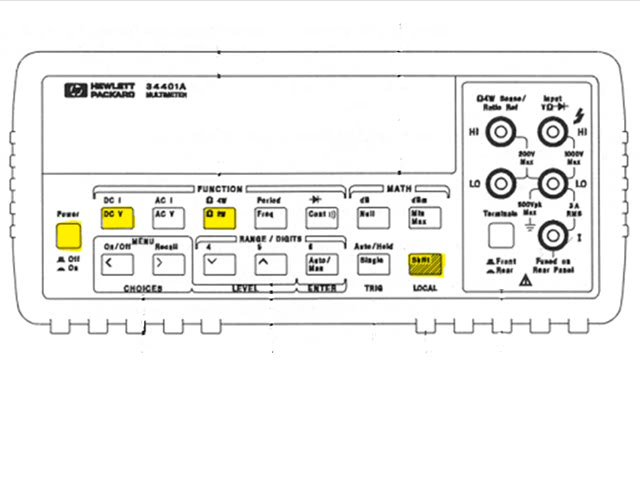 hp HEWLETT PACKARD 34401A MULTIMETER
Ω4W Sense/ Ratio Ref
Input VΩ
HI HI
200V Max
1000V Max
LO LO
500Vpk Max
3A RMS
Terminals
I
Front
Rear
Fused on Rear Panel
FUNCTION
MATH
DC I
AC I
Ω 4W
Period
dB
dBm
Power
DC V
AC V
Ω 2W
Freq
Cont
Null
Min Max
Off
On
MENU
RANGE / DIGITS
On/Off
Recall
4
5
6
Auto/Hold
<
>
Auto/ Man
Single
Shift
CHOICES
LEVEL
ENTER
TRIG
LOCAL